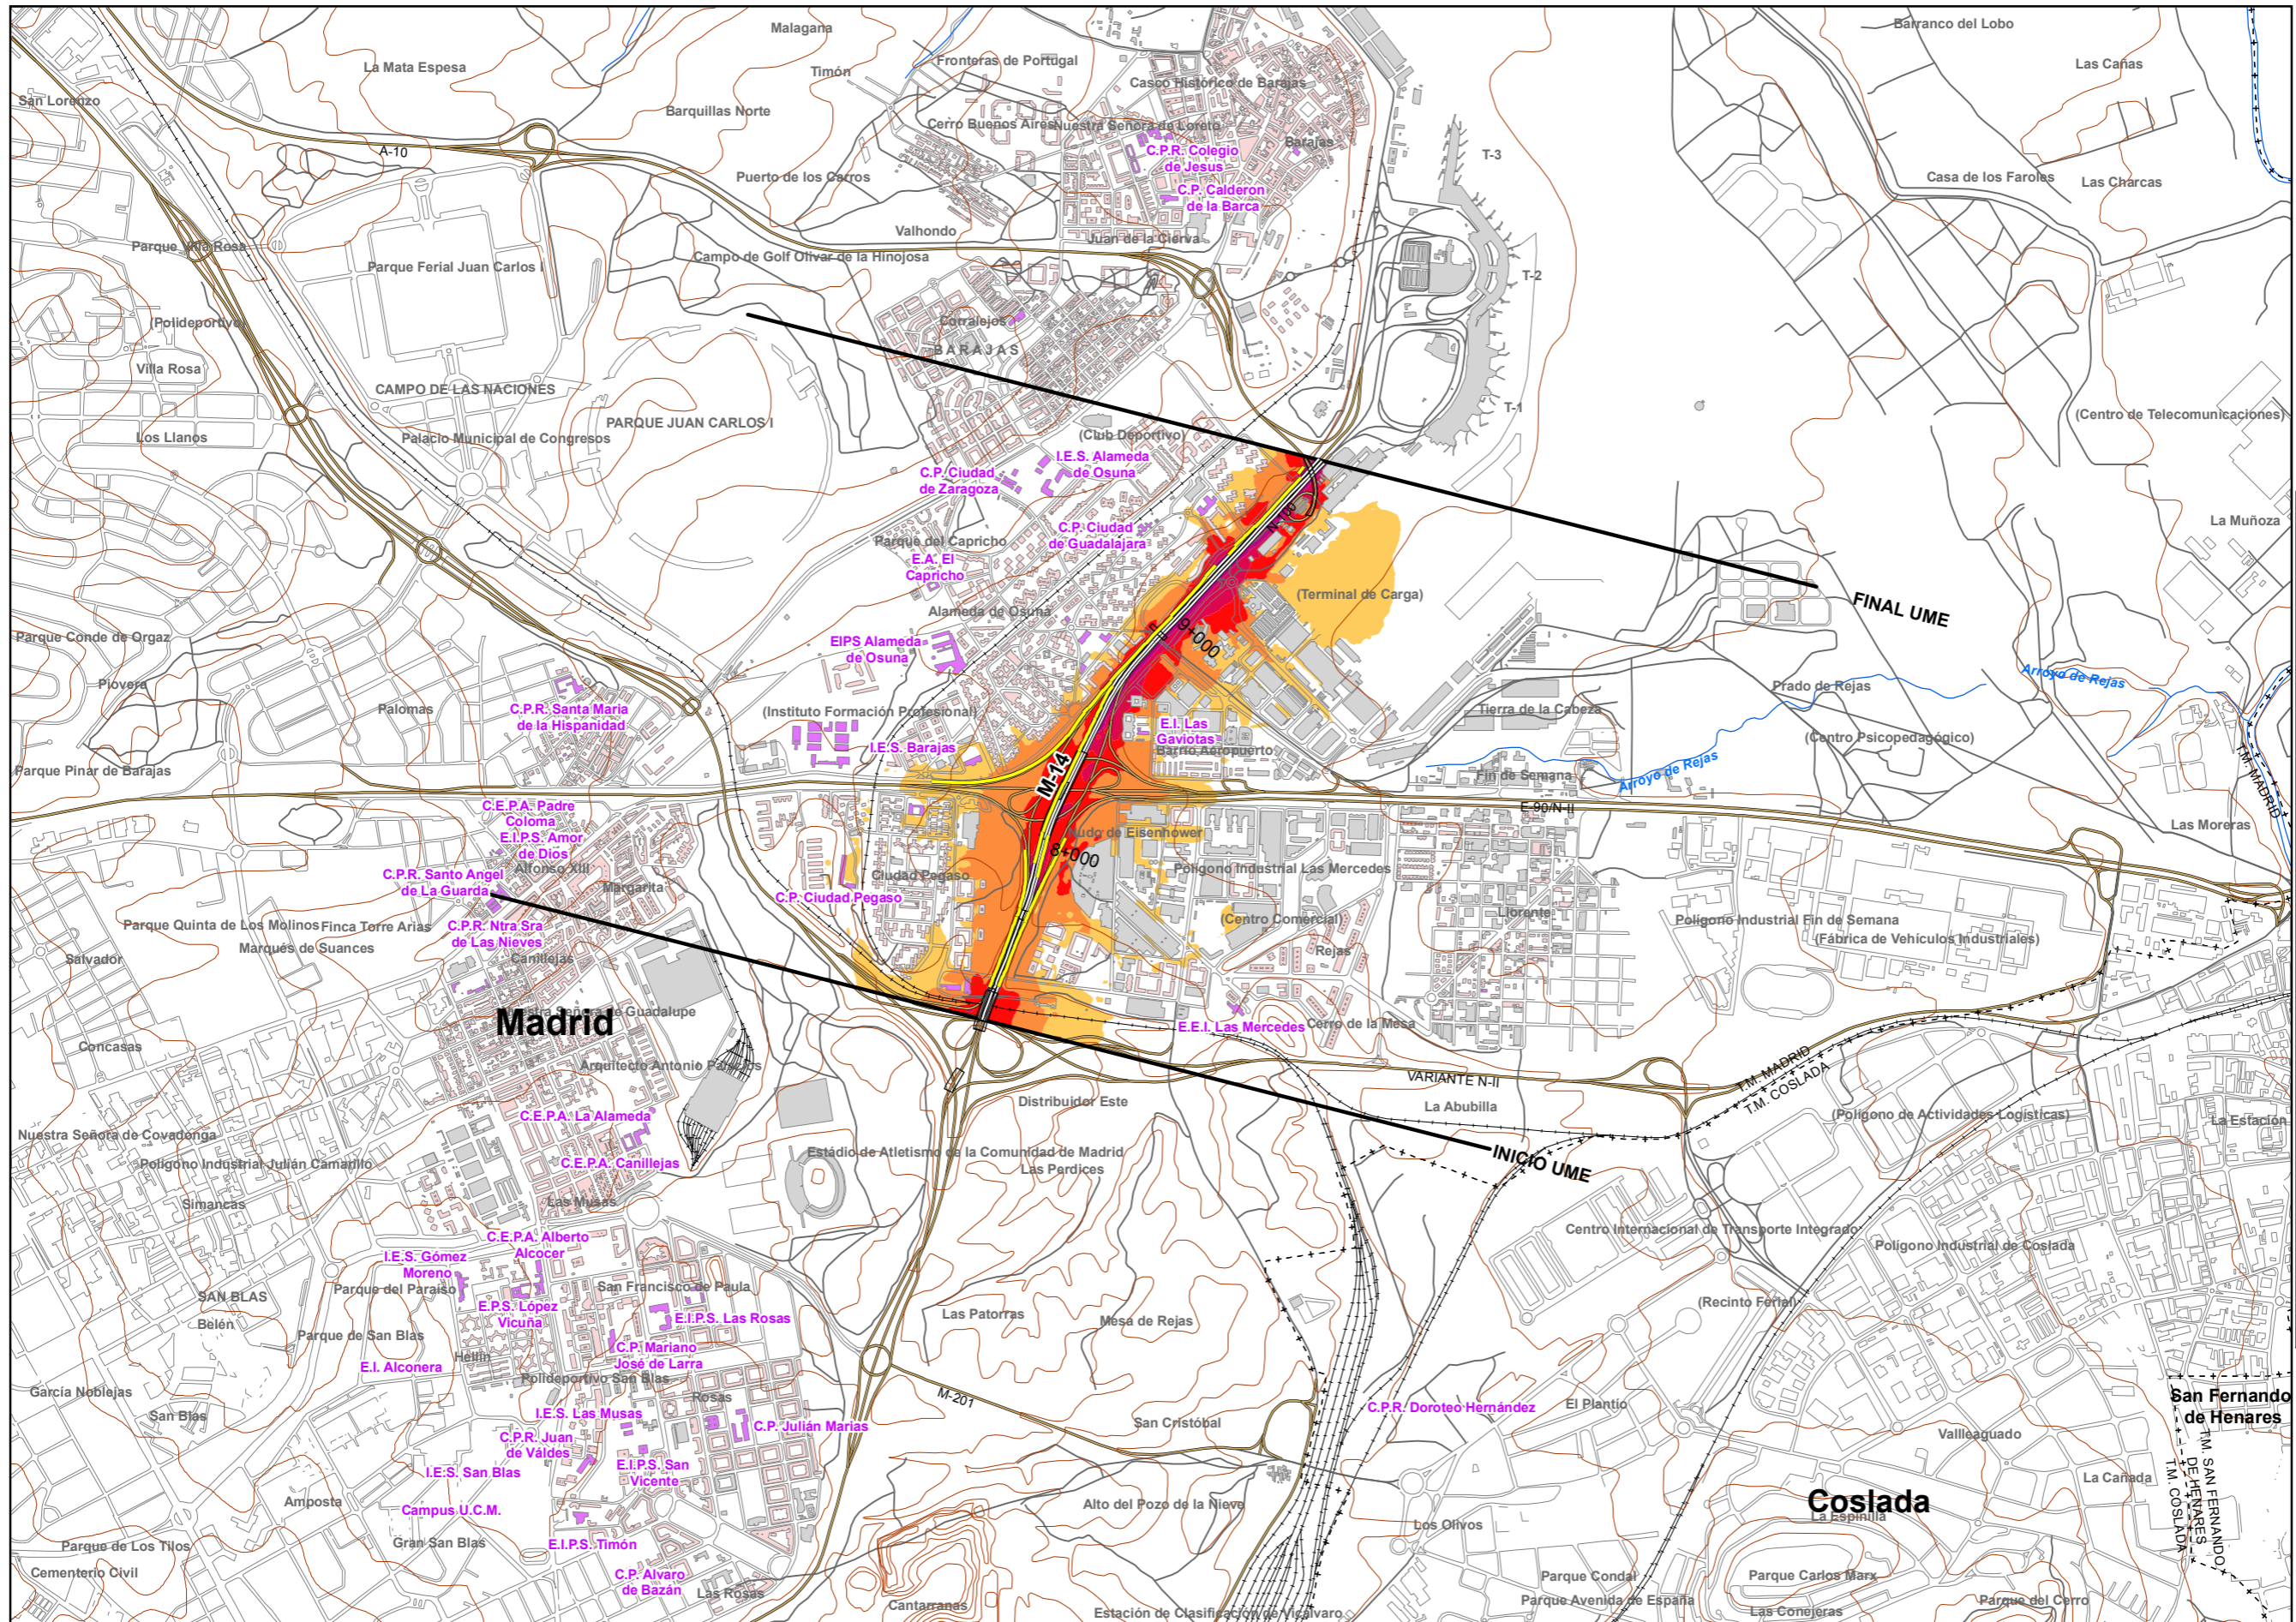 Malagana
Barranco del Lobo
La Mata Espesa
Timón
Fronteras de Portugal
Las Cañas
Casco Histórico de Barajas
San Lorenzo
Barquillas Norte
Cerro Buenos Aires
Nuestra Señora de Loreto
Barajas
A-10
C.P.R. Colegio
de Jesus
T-3
Puerto de los Carros
Casa de los Faroles
Las Charcas
C.P. Calderon
de la Barca
Valhondo
Juan de la Cierva
Parque Villa Rosa
Parque Ferial Juan Carlos I
Campo de Golf Olivar de la Hinojosa
T-2
(Polideportivo)
Corralejos
BARAJAS
Villa Rosa
CAMPO DE LAS NACIONES
T-1
(Centro de Telecomunicaciones)
PARQUE JUAN CARLOS I
Los Llanos
Palacio Municipal de Congresos
(Club Deportivo)
I.E.S. Alameda
de Osuna
C.P. Ciudad
de Zaragoza
N-100
La Muñoza
C.P. Ciudad
de Guadalajara
Parque del Capricho
E.A. El
Capricho
(Terminal de Carga)
FINAL UME
Alameda de Osuna
Parque Conde de Orgaz
9+000
EIPS Alameda
de Osuna
Arroyo de Rejas
Piovera
Prado de Rejas
Palomas
C.P.R. Santa Maria
de la Hispanidad
(Instituto Formación Profesional)
Tierra de la Cabeza
E.I. Las
Gaviotas
I.E.S. Barajas
Barrio Aeropuerto
(Centro Psicopedagógico)
Parque Pinar de Barajas
M-14
Fin de Semana
Arroyo de Rejas
T.M. MADRID
C.E.P.A. Padre
Coloma
E-90/N-II
E.I.P.S. Amor
de Dios
Nudo de Eisenhower
Las Moreras
8+000
Alfonso XIII
C.P.R. Santo Angel
de La Guarda
Margarita
Ciudad Pegaso
Polígono Industrial Las Mercedes
C.P. Ciudad Pegaso
Parque Quinta de Los Molinos
Finca Torre Arias
C.P.R. Ntra Sra
de Las Nieves
(Centro Comercial)
Llorente
Polígono Industrial Fin de Semana
Marqués de Suances
(Fábrica de Vehículos Industriales)
Salvador
Canillejas
Rejas
Nuestra Señora de Guadalupe
Madrid
E.E.I. Las Mercedes
Cerro de la Mesa
Concasas
Arquitecto Antonio Palacios
VARIANTE N-II
T.M. MADRID
T.M. COSLADA
Distribuidor Este
La Abubilla
C.E.P.A. La Alameda
(Polígono de Actividades Logísticas)
La Estación
Nuestra Señora de Covadonga
Estádio de Atletismo de la Comunidad de Madrid
INICIO UME
Polígono Industrial Julián Camarillo
C.E.P.A. Canillejas
Las Perdices
Simancas
Las Musas
C.E.P.A. Alberto
Alcocer
Centro Internacional de Transporte Integrado
Polígono Industrial de Coslada
I.E.S. Gómez
Moreno
Parque del Paraiso
San Francisco de Paula
SAN BLAS
(Recinto Ferial)
E.P.S. López
Vicuña
Belén
E.I.P.S. Las Rosas
Las Patorras
Mesa de Rejas
Parque de San Blas
C.P. Mariano
José de Larra
Hellín
E.I. Alconera
Polideportivo San Blas
García Noblejas
Rosas
M-201
San Fernando
de Henares
San Blas
I.E.S. Las Musas
C.P. Julián Marias
San Cristóbal
C.P.R. Doroteo Hernández
El Plantío
C.P.R. Juan
de Váldes
Vallleaguado
I.E.S. San Blas
E.I.P.S. San
Vicente
La Cañada
T.M. SAN FERNANDO
DE HENARES
T.M. COSLADA
Amposta
Campus U.C.M.
Alto del Pozo de la Nieve
Coslada
La Espinilla
Los Olivos
Parque de Los Tilos
Gran San Blas
E.I.P.S. Timón
Cementerio Civil
C.P. Alvaro
de Bazán
Las Rosas
Parque Condal
Parque Carlos Marx
Cantarranas
Parque Avenida de España
Parque del Cerro
Estación de Clasificación de Vicálvaro
Las Conejeras